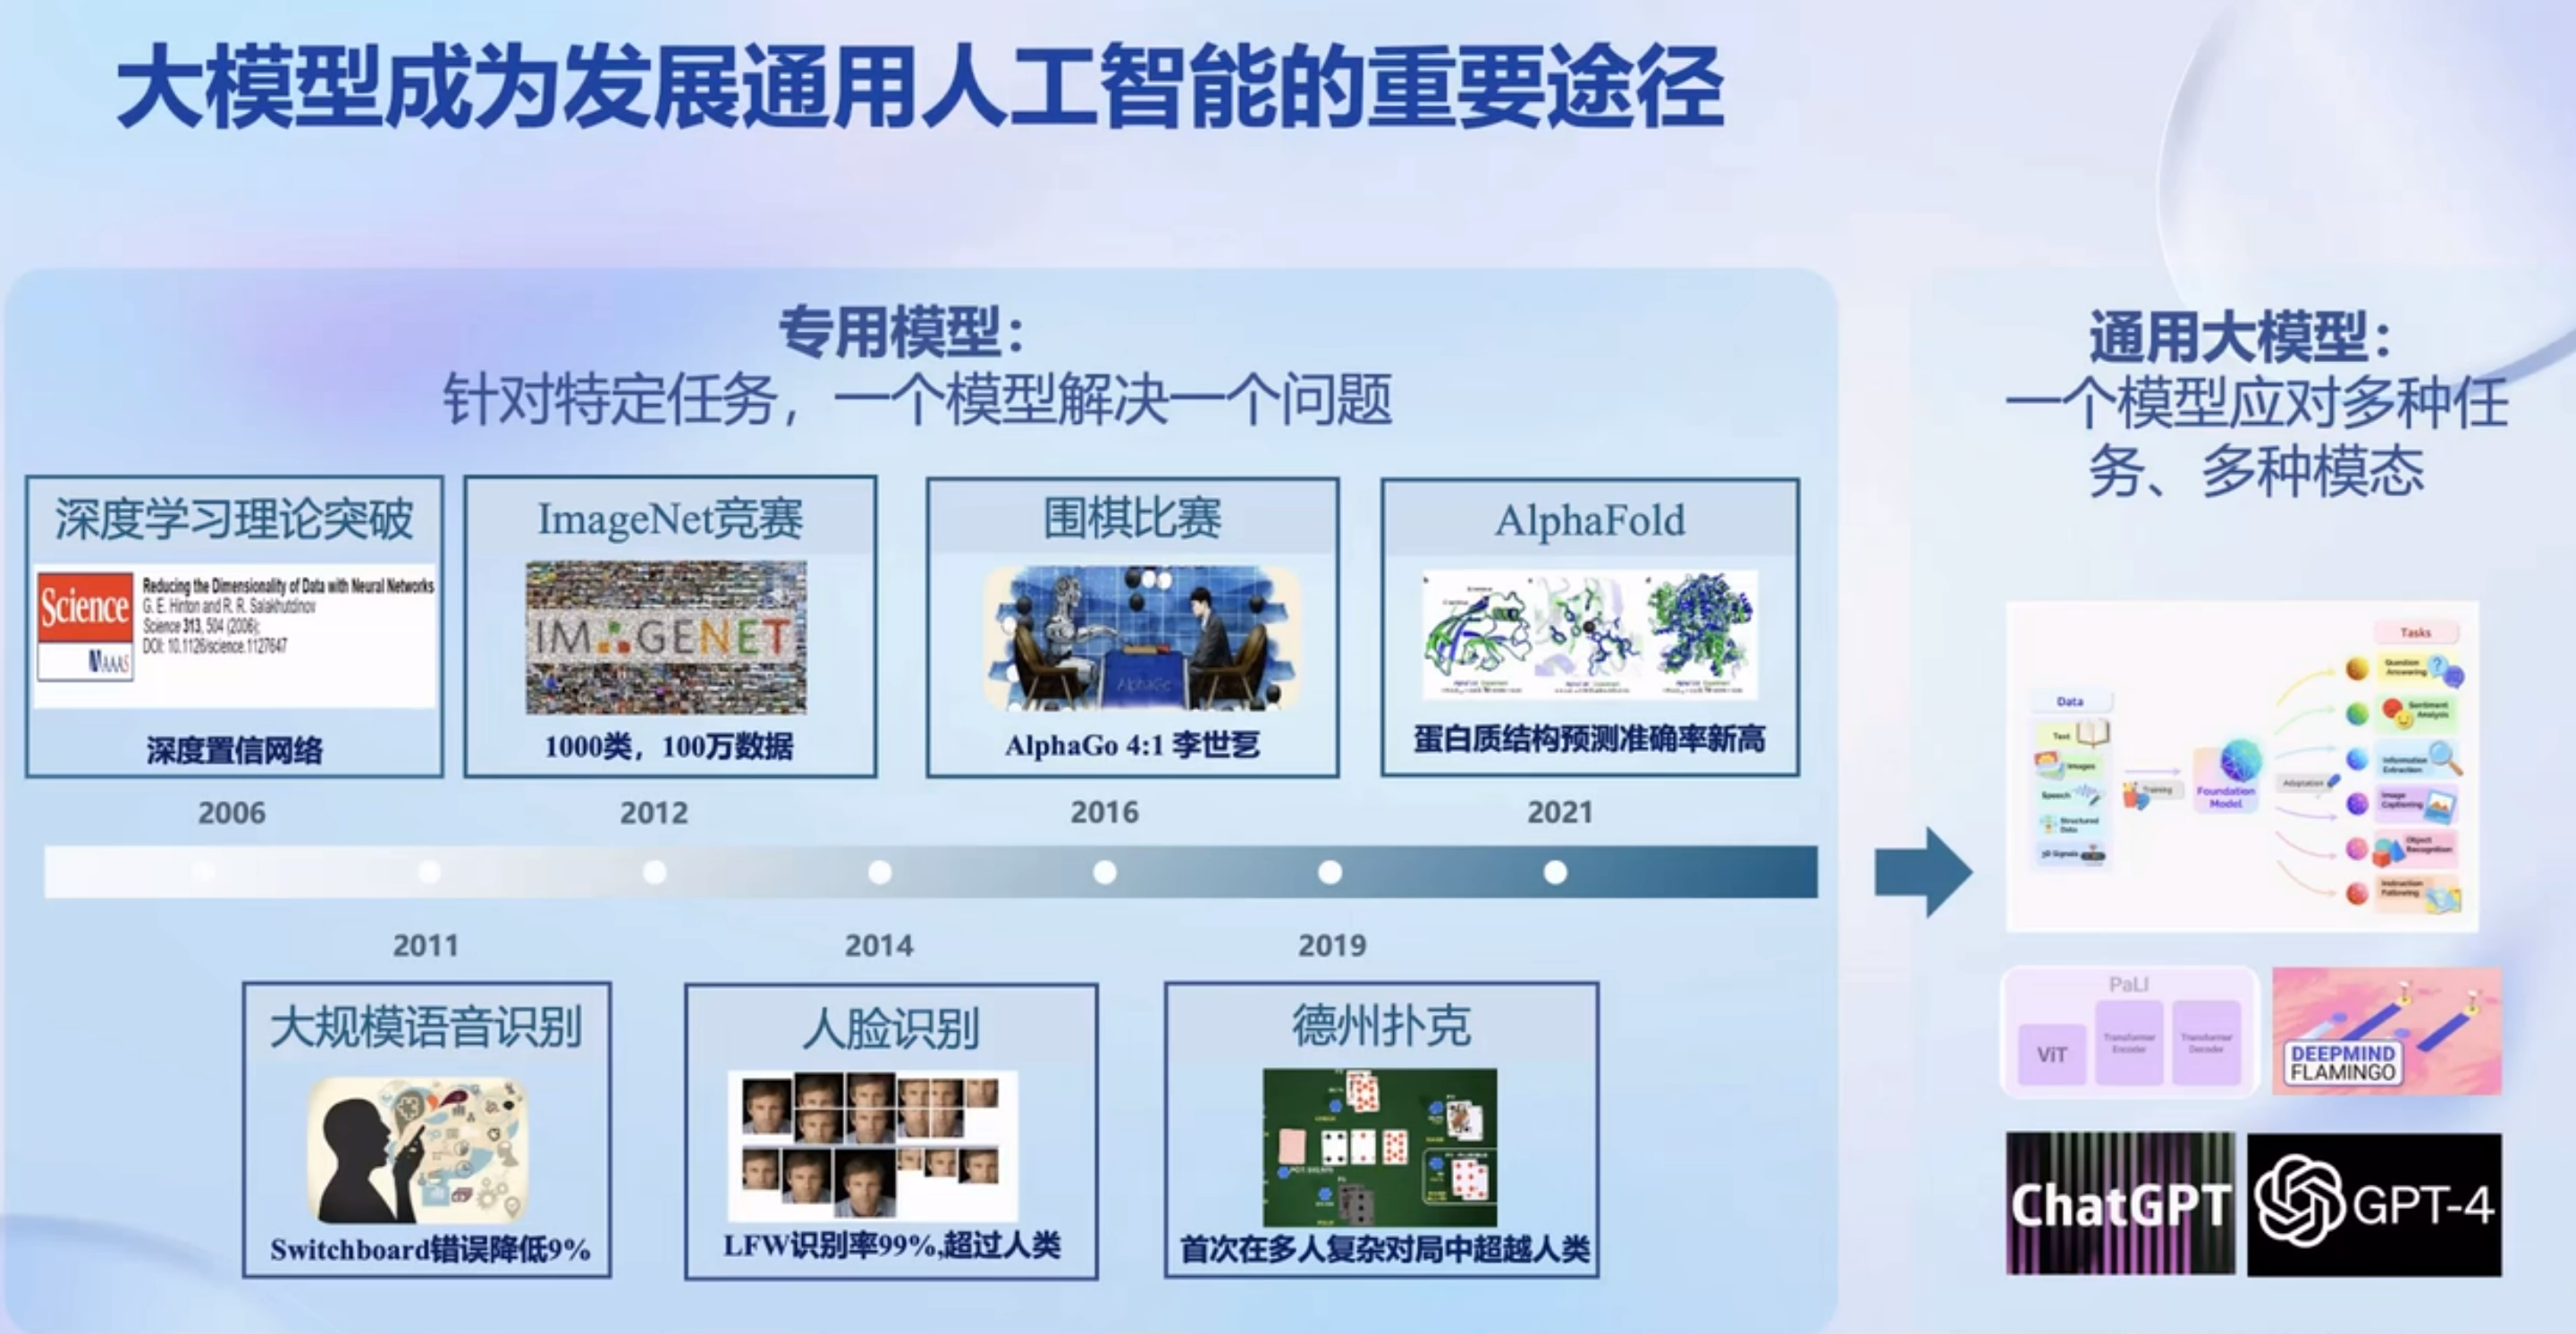 大模型成为发展通用人工智能的重要途径
专用模型：
针对特定任务，一个模型解决一个问题
深度学习理论突破
Science
AAAS
Reducing the Dimensionality of Data with Neural Networks
G. E. Hinton and R. R. Salakhutdinov
Science 313, 504 (2006);
DOI: 10.1126/science.1127647
深度置信网络
2006
ImageNet竞赛
IMAGENET
1000类，100万数据
2012
围棋比赛
AlphaGo
AlphaGo 4:1 李世乭
2016
AlphaFold
蛋白质结构预测准确率新高
2021
2011
大规模语音识别
Switchboard错误降低9%
2014
人脸识别
LFW识别率99%,超过人类
2019
德州扑克
首次在多人复杂对局中超越人类
通用大模型：
一个模型应对多种任
务、多种模态
Data
Text
Images
Speech
Structured
Data
3D Signals
Training
Foundation
Model
Adaptation
Tasks
Question
Answering
Sentiment
Analysis
Information
Extraction
Image
Captioning
Object
Recognition
Instruction
Following
PaLI
ViT
Transformer
Encoder
Transformer
Decoder
DEEPMIND
FLAMINGO
ChatGPT
GPT-4